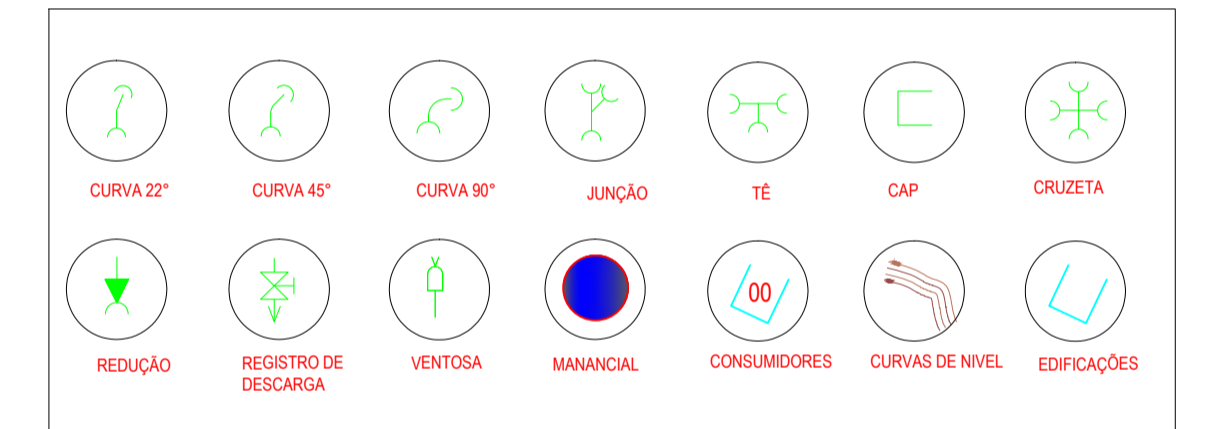 CURVA 22°
CURVA 45°
CURVA 90°
JUNÇÃO
TÊ
CAP
CRUZETA
REDUÇÃO
REGISTRO DE
DESCARGA
VENTOSA
MANANCIAL
00
CONSUMIDORES
CURVAS DE NIVEL
EDIFICAÇÕES